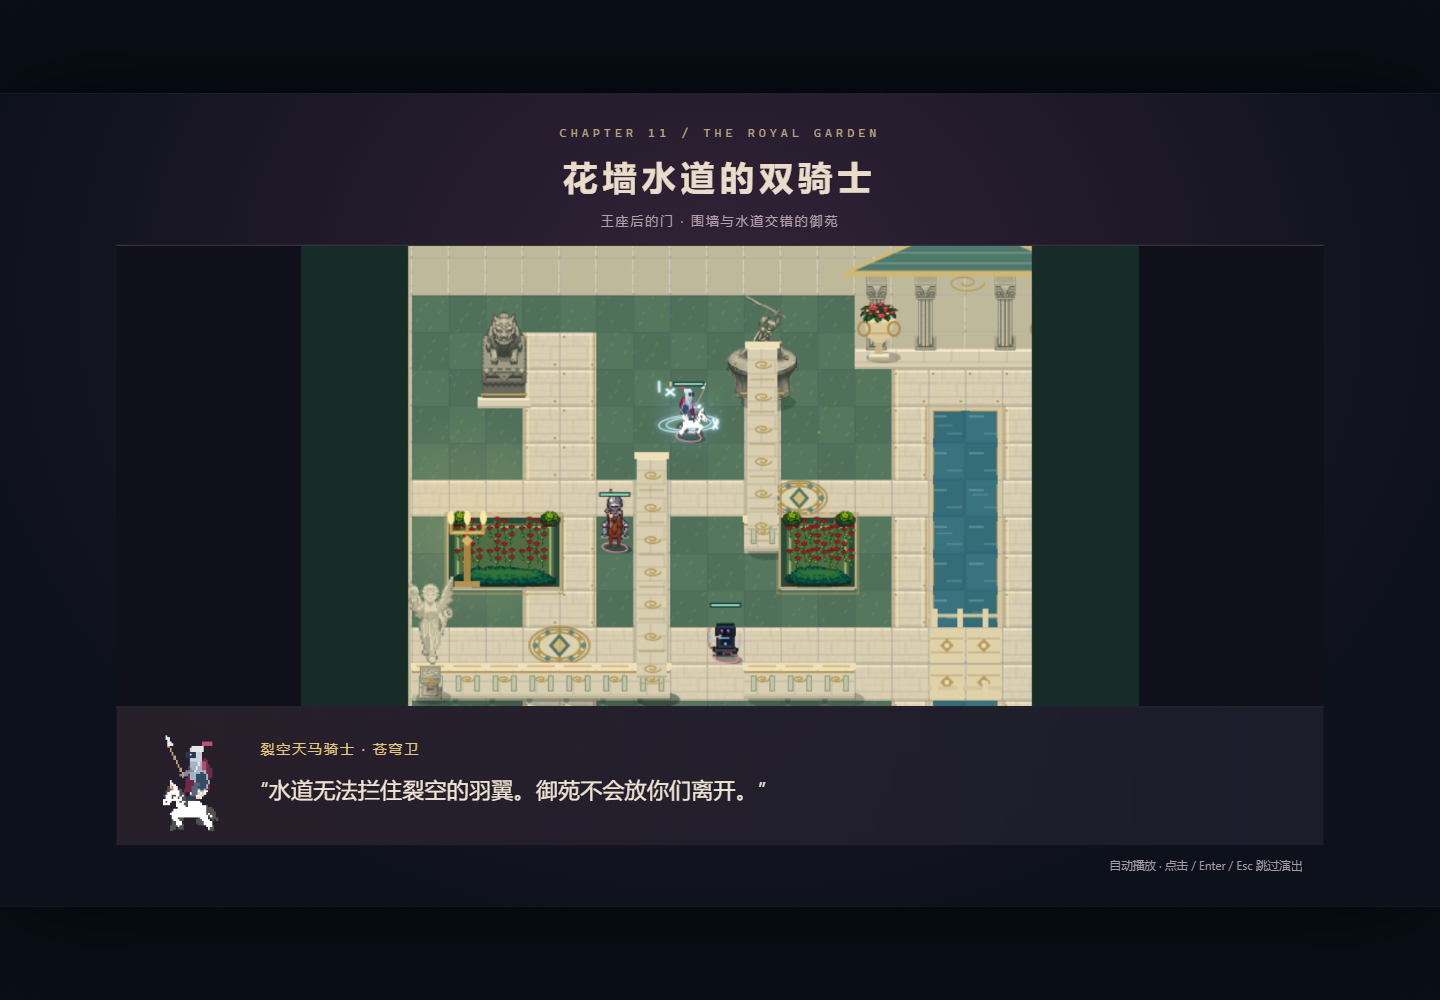 CHAPTER 11 / THE ROYAL GARDEN
花墙水道的双骑士
王座后的门 · 围墙与水道交错的御苑
裂空天马骑士 · 苍穹卫
“水道无法拦住裂空的羽翼。御苑不会放你们离开。”
自动播放 · 点击 / Enter / Esc 跳过演出